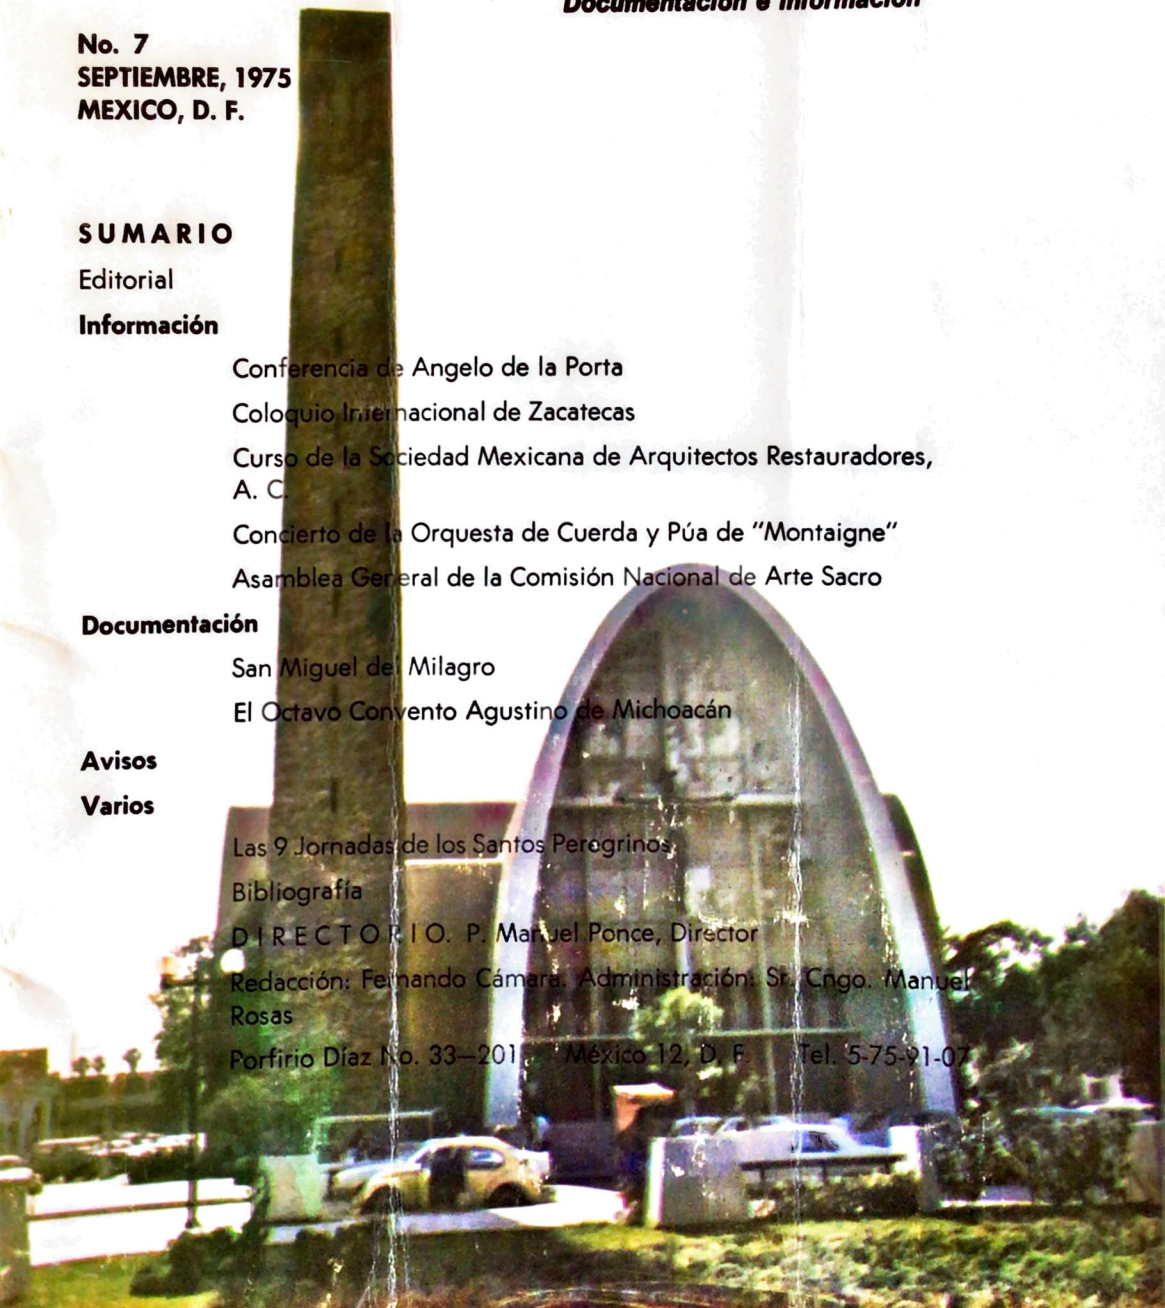 Documentación e Información
No. 7
SEPTIEMBRE, 1975
MEXICO, D. F.
SUMARIO
Editorial
Información
Conferencia de Angelo de la Porta
Coloquio Internacional de Zacatecas
Curso de la Sociedad Mexicana de Arquitectos Restauradores,
A. C.
Concierto de la Orquesta de Cuerda y Púa de "Montaigne"
Asamblea General de la Comisión Nacional de Arte Sacro
Documentación
San Miguel del Milagro
El Octavo Convento Agustino de Michoacán
Avisos
Varios
Las 9 Jornadas de los Santos Peregrinos
Bibliografía
DIRECTORIO. P. Manuel Ponce, Director
Redacción: Fernando Cámara. Administración: Sr. Cngo. Manuel
Rosas
Porfirio Díaz No. 33—201 México 12, D. F. Tel. 5-75-91-07